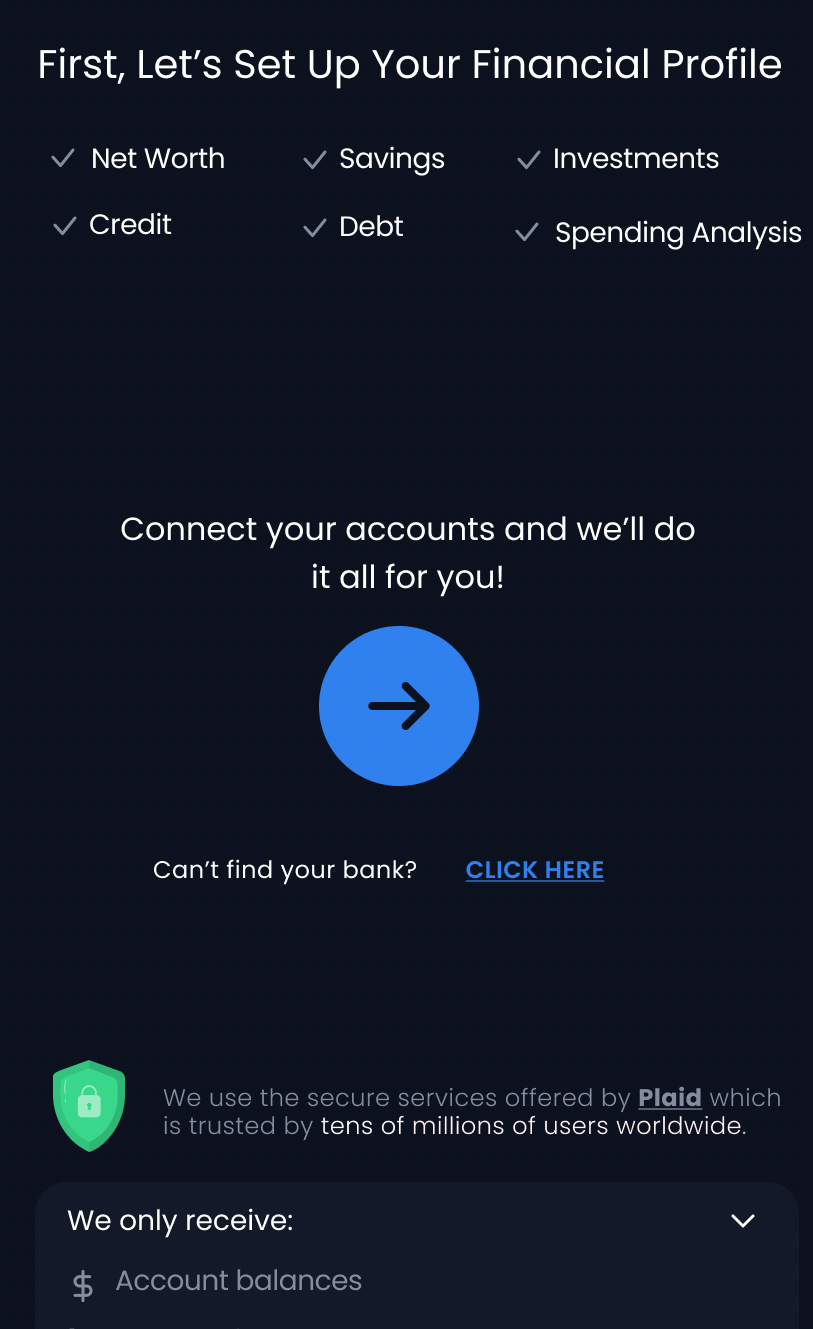 First, Let’s Set Up Your Financial Profile
Net Worth
Savings
Investments
Credit
Debt
Spending Analysis
Connect your accounts and we’ll do
it all for you!
Can’t find your bank? CLICK HERE
We use the secure services offered by Plaid which
is trusted by tens of millions of users worldwide.
We only receive:
$ Account balances